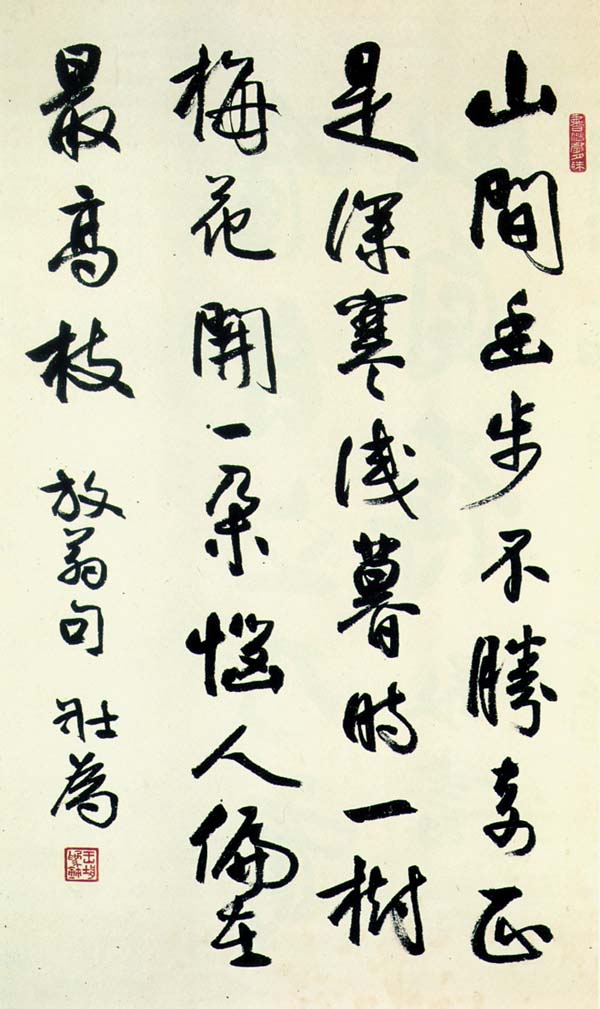 山間幽步不勝奇正
是深寒淺暮時一樹
梅花開一朵惱人偏在
最高枝 放翁句 壯為